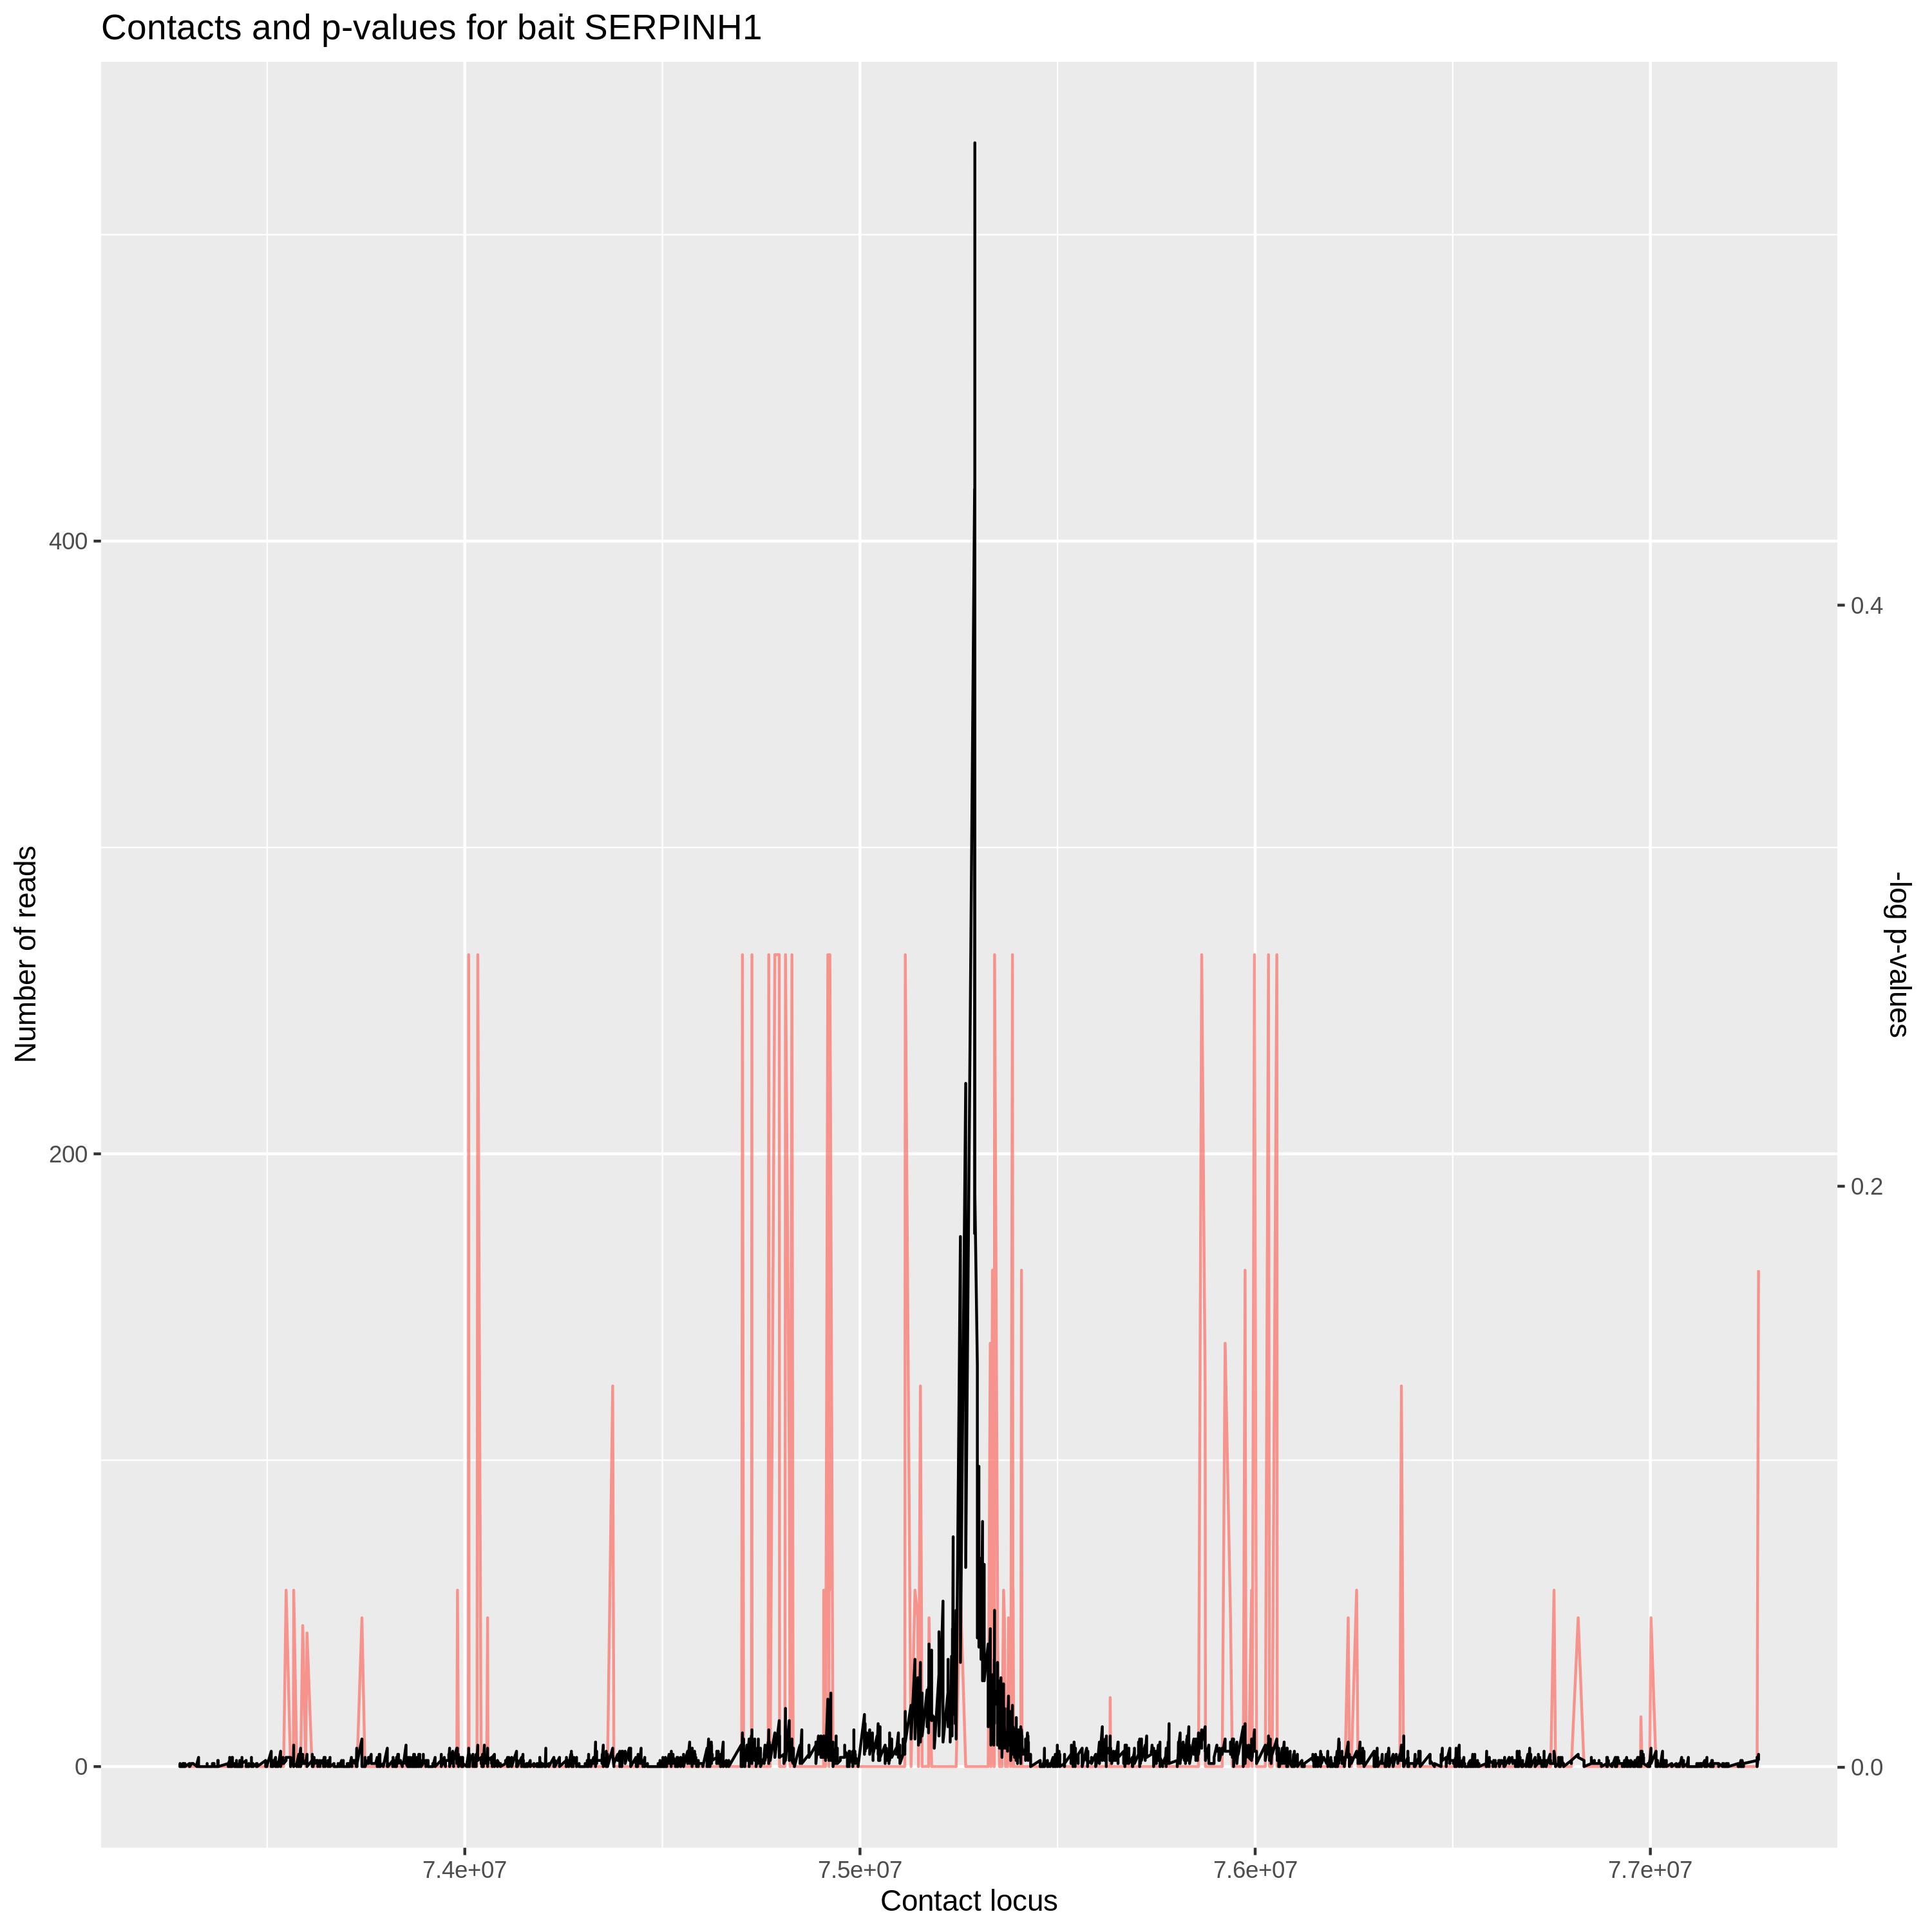 Contacts and p-values for bait SERPINH1
Number of reads
400
200
0
0.4
0.2
0.0
-log p-values
7.4e+07
7.5e+07
7.6e+07
7.7e+07
Contact locus